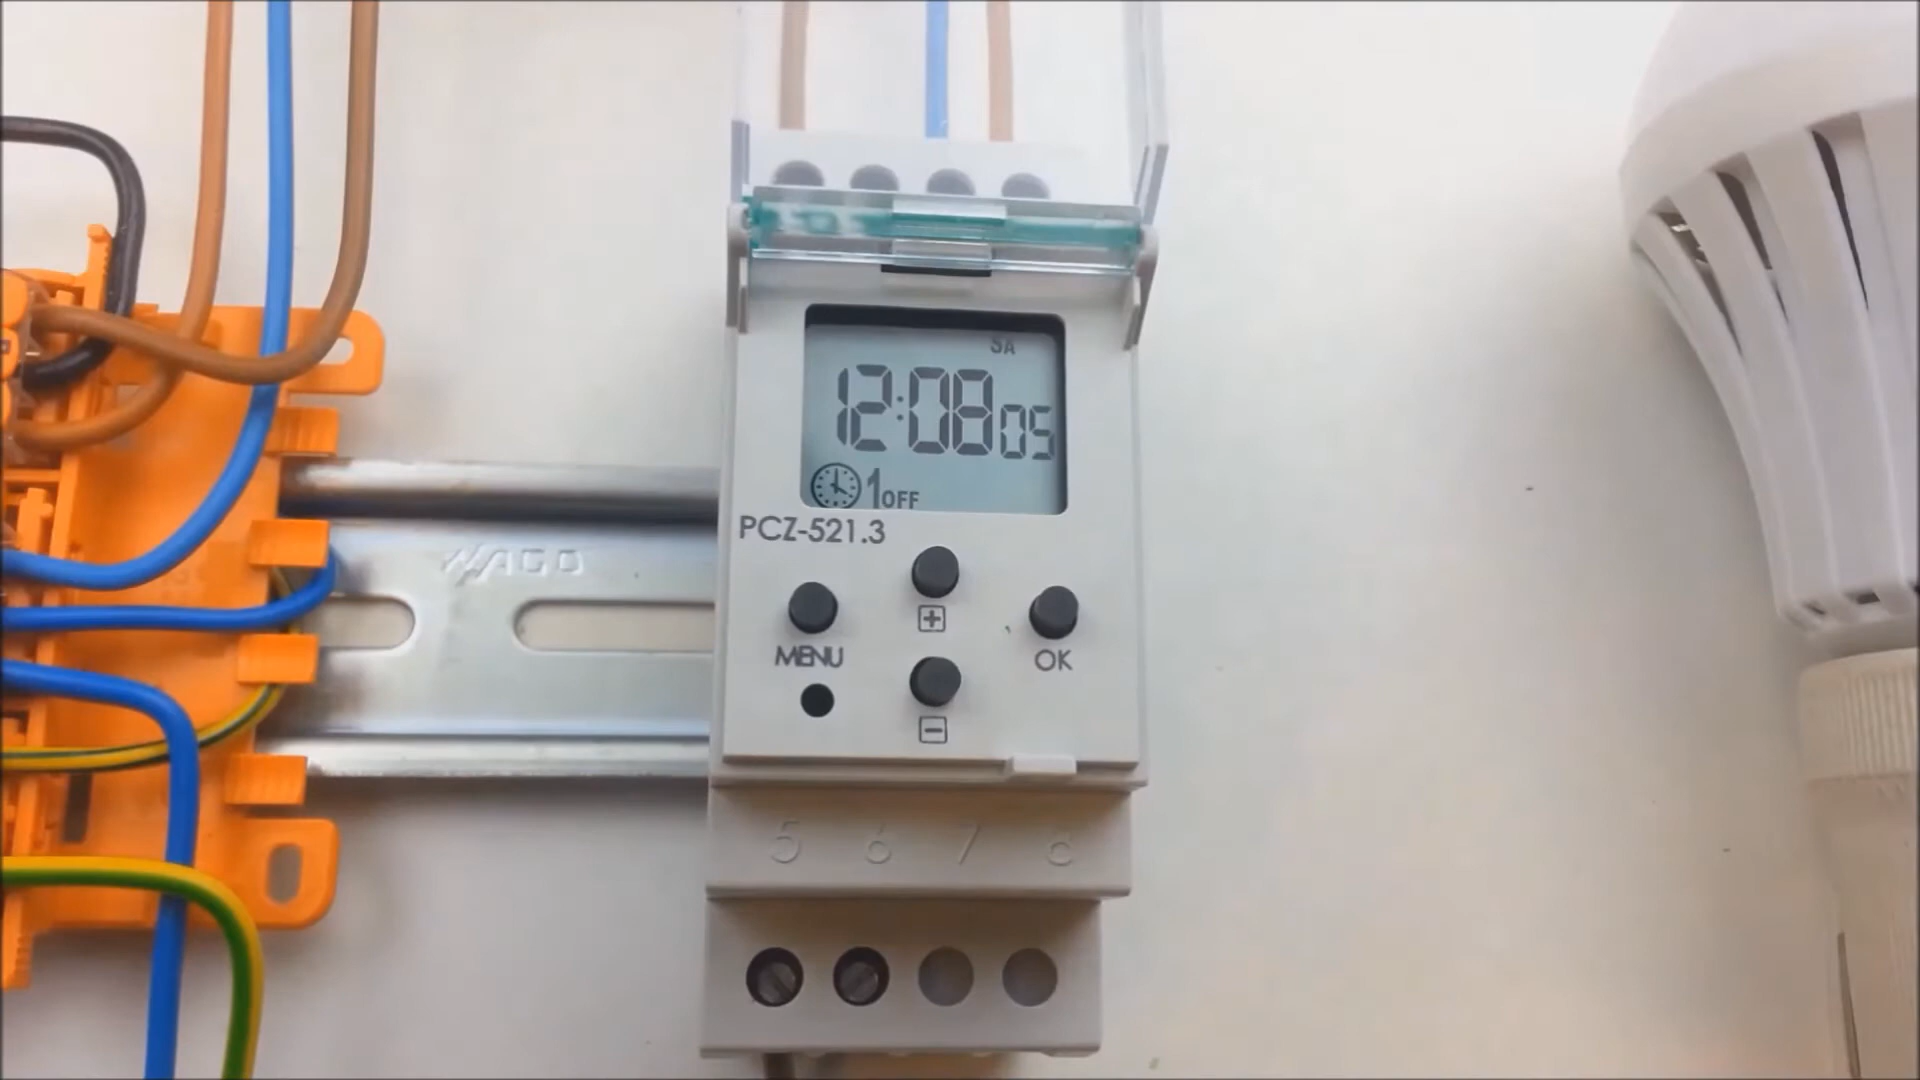 SA
12:08 05
1 OFF
PCZ-521.3
WAGO
+
MENU
OK
−
5 6 7 8